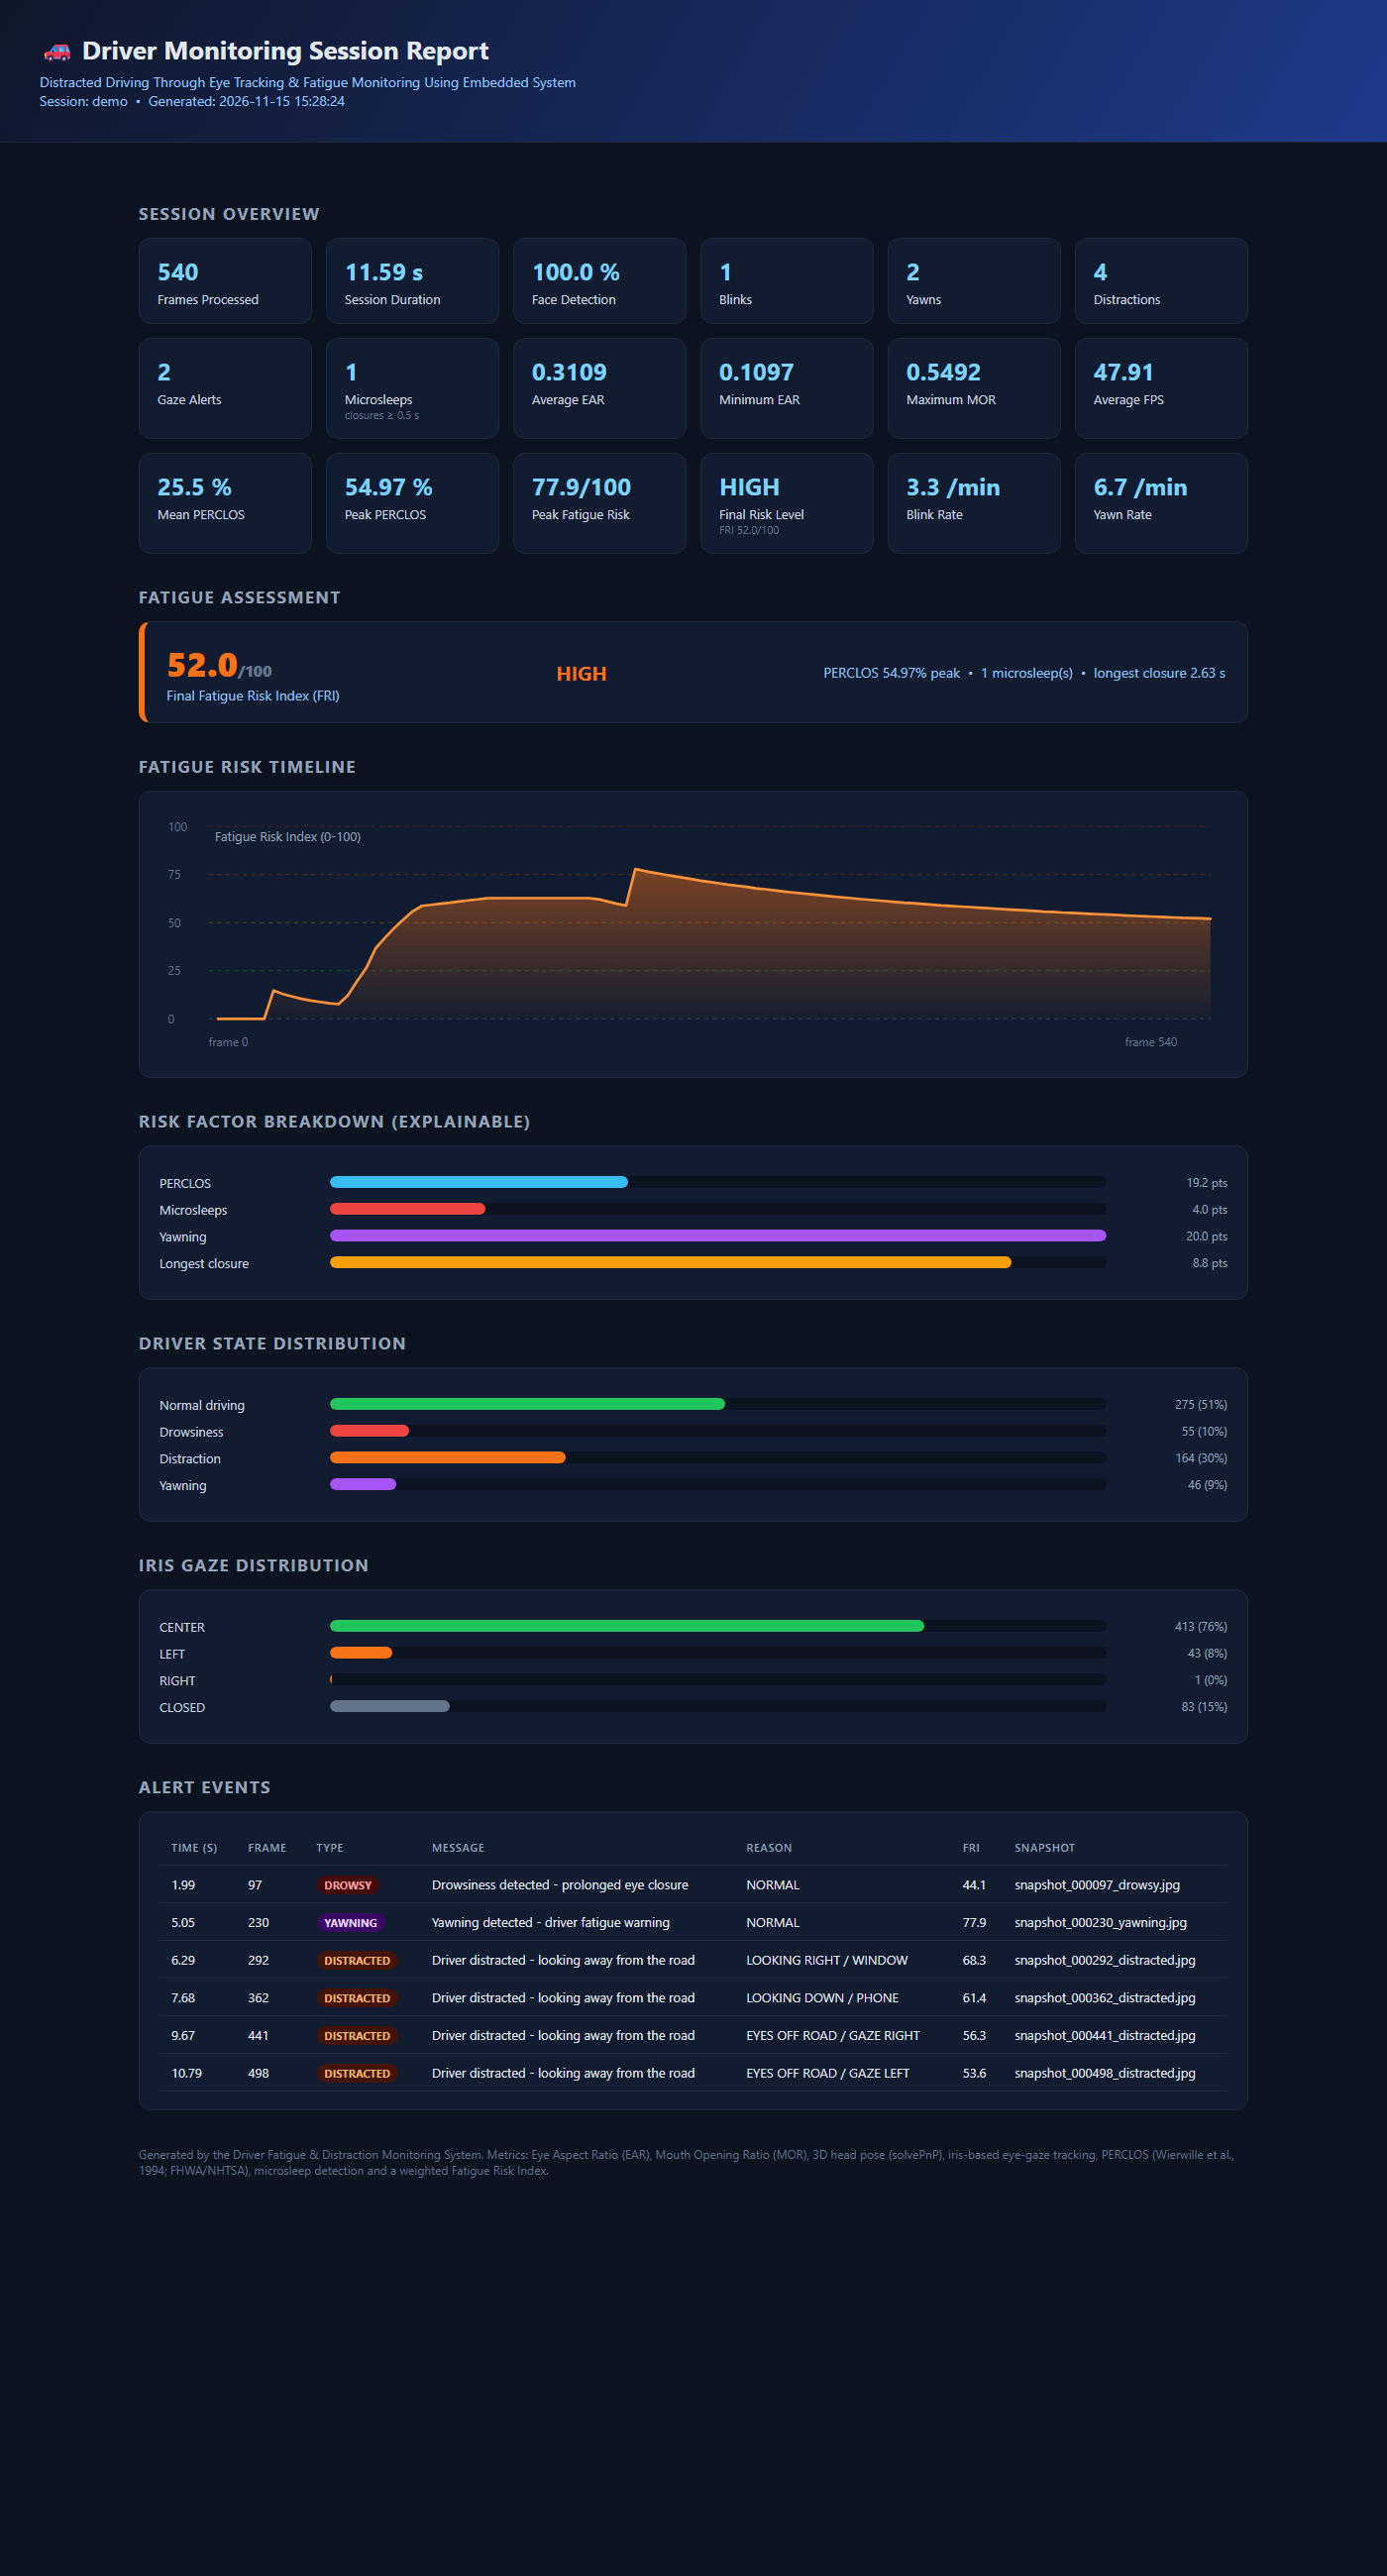 Driver Monitoring Session Report
Distracted Driving Through Eye Tracking & Fatigue Monitoring Using Embedded System
Session: demo • Generated: 2026-11-15 15:28:24
SESSION OVERVIEW
540
Frames Processed
11.59 s
Session Duration
100.0 %
Face Detection
1
Blinks
2
Yawns
4
Distractions
2
Gaze Alerts
1
Microsleeps
closures ≥ 0.5 s
0.3109
Average EAR
0.1097
Minimum EAR
0.5492
Maximum MOR
47.91
Average FPS
25.5 %
Mean PERCLOS
54.97 %
Peak PERCLOS
77.9/100
Peak Fatigue Risk
HIGH
Final Risk Level
FRI 52.0/100
3.3 /min
Blink Rate
6.7 /min
Yawn Rate
FATIGUE ASSESSMENT
52.0/100
Final Fatigue Risk Index (FRI)
HIGH
PERCLOS 54.97% peak • 1 microsleep(s) • longest closure 2.63 s
FATIGUE RISK TIMELINE
Fatigue Risk Index (0-100)
100
75
50
25
0
frame 0
frame 540
RISK FACTOR BREAKDOWN (EXPLAINABLE)
PERCLOS 19.2 pts
Microsleeps 4.0 pts
Yawning 20.0 pts
Longest closure 8.8 pts
DRIVER STATE DISTRIBUTION
Normal driving 275 (51%)
Drowsiness 55 (10%)
Distraction 164 (30%)
Yawning 46 (9%)
IRIS GAZE DISTRIBUTION
CENTER 413 (76%)
LEFT 43 (8%)
RIGHT 1 (0%)
CLOSED 83 (15%)
ALERT EVENTS
TIME (S) FRAME TYPE MESSAGE REASON FRI SNAPSHOT
1.99 97 DROWSY Drowsiness detected - prolonged eye closure NORMAL 44.1 snapshot_000097_drowsy.jpg
5.05 230 YAWNING Yawning detected - driver fatigue warning NORMAL 77.9 snapshot_000230_yawning.jpg
6.29 292 DISTRACTED Driver distracted - looking away from the road LOOKING RIGHT / WINDOW 68.3 snapshot_000292_distracted.jpg
7.68 362 DISTRACTED Driver distracted - looking away from the road LOOKING DOWN / PHONE 61.4 snapshot_000362_distracted.jpg
9.67 441 DISTRACTED Driver distracted - looking away from the road EYES OFF ROAD / GAZE RIGHT 56.3 snapshot_000441_distracted.jpg
10.79 498 DISTRACTED Driver distracted - looking away from the road EYES OFF ROAD / GAZE LEFT 53.6 snapshot_000498_distracted.jpg
Generated by the Driver Fatigue & Distraction Monitoring System. Metrics: Eye Aspect Ratio (EAR), Mouth Opening Ratio (MOR), 3D head pose (solvePnP), iris-based eye-gaze tracking, PERCLOS (Wierwille et al.,
1994; FHWA/NHTSA), microsleep detection and a weighted Fatigue Risk Index.